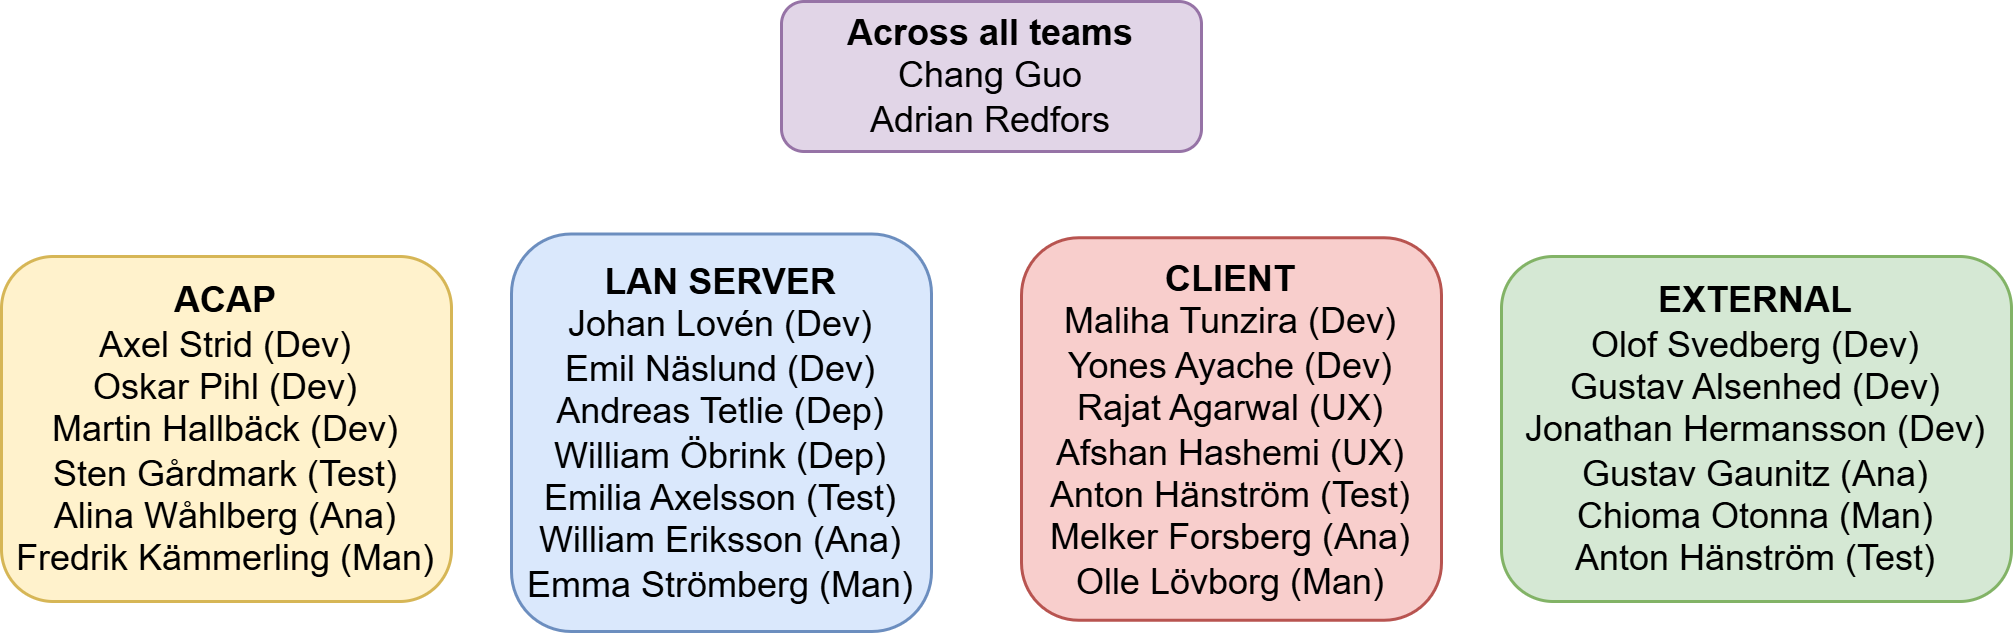 Across all teams
Chang Guo
Adrian Redfors
ACAP
Axel Strid (Dev)
Oskar Pihl (Dev)
Martin Hallbäck (Dev)
Sten Gårdmark (Test)
Alina Wåhlberg (Ana)
Fredrik Kämmerling (Man)
LAN SERVER
Johan Lovén (Dev)
Emil Näslund (Dev)
Andreas Tetlie (Dep)
William Öbrink (Dep)
Emilia Axelsson (Test)
William Eriksson (Ana)
Emma Strömberg (Man)
CLIENT
Maliha Tunzira (Dev)
Yones Ayache (Dev)
Rajat Agarwal (UX)
Afshan Hashemi (UX)
Anton Hänström (Test)
Melker Forsberg (Ana)
Olle Lövborg (Man)
EXTERNAL
Olof Svedberg (Dev)
Gustav Alsenhed (Dev)
Jonathan Hermansson (Dev)
Gustav Gaunitz (Ana)
Chioma Otonna (Man)
Anton Hänström (Test)